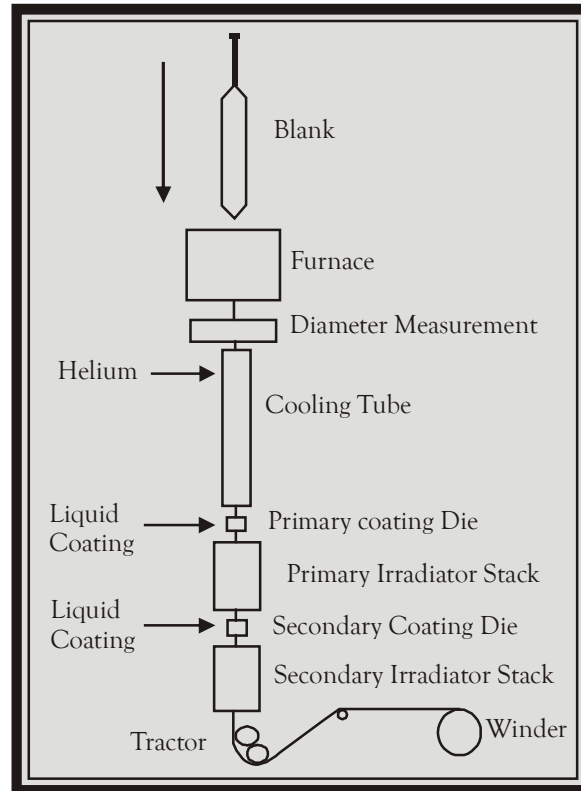 Blank
Furnace
Diameter Measurement
Helium
Cooling Tube
Liquid
Coating
Primary coating Die
Primary Irradiator Stack
Liquid
Coating
Secondary Coating Die
Secondary Irradiator Stack
Tractor
Winder